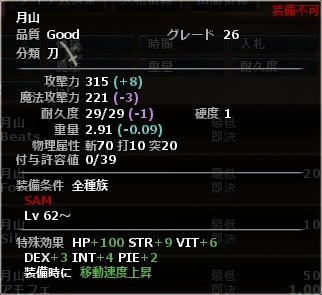 月山
装備不可
品質 Good グレード 26
分類 刀
攻撃力 315 (+8)
魔法攻撃力 221 (-3)
耐久度 29/29 (-1) 硬度 1
重量 2.91 (-0.09)
物理属性 斬70 打10 突20
付与許容値 0/39
装備条件 全種族
SAM
Lv 62～
特殊効果 HP+100 STR+9 VIT+6
DEX+3 INT+4 PIE+2
装備時に 移動速度上昇